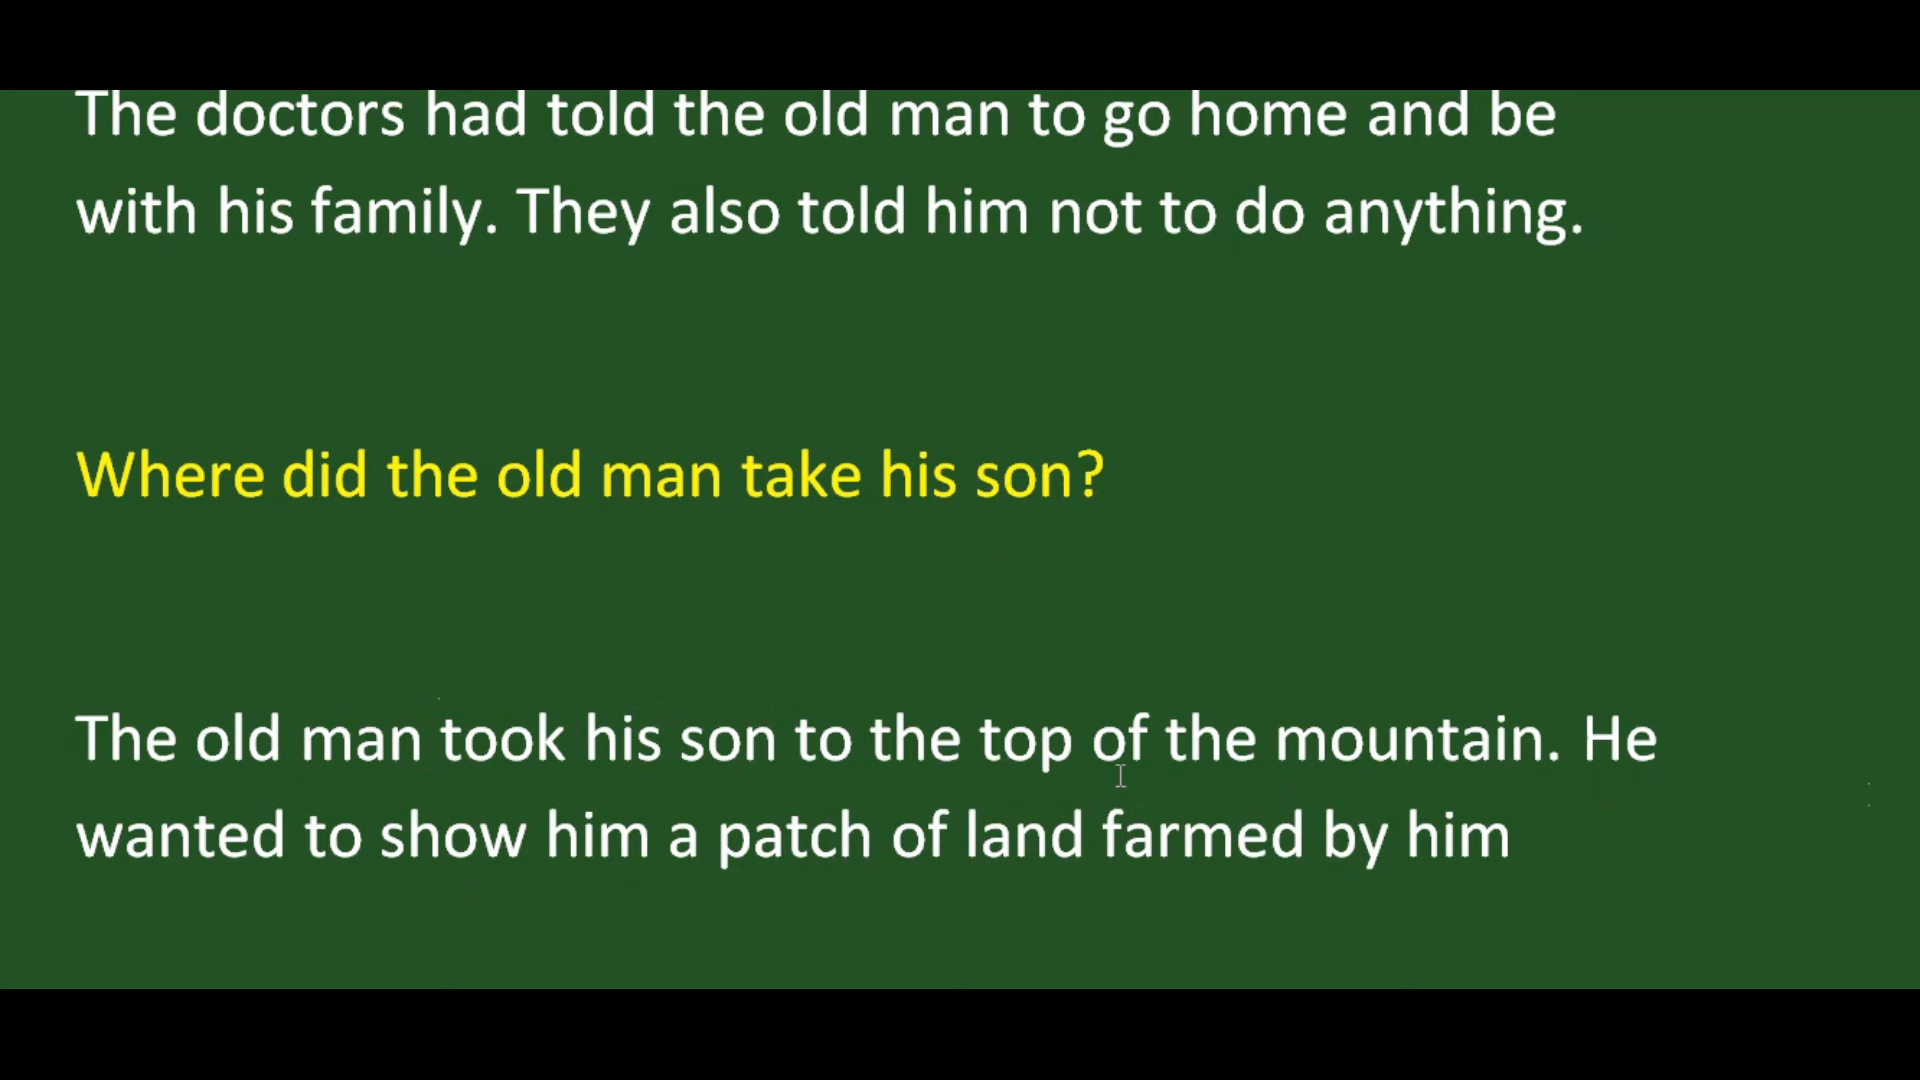 The doctors had told the old man to go home and be
with his family. They also told him not to do anything.
Where did the old man take his son?
The old man took his son to the top of the mountain. He
wanted to show him a patch of land farmed by him